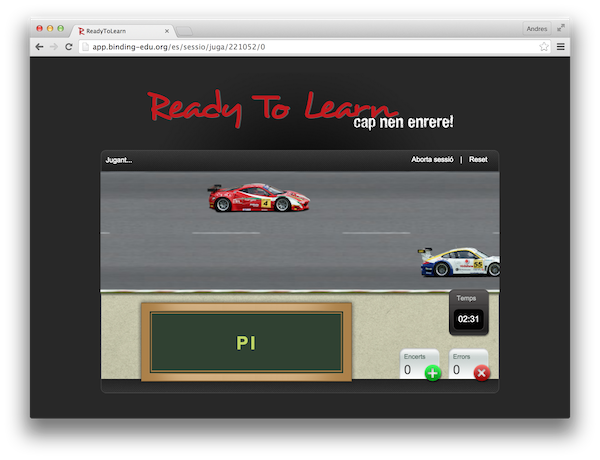 ReadyToLearn
Andres
app.binding-edu.org/es/sessio/juga/221052/0
Ready To Learn
cap nen enrere!
Jugant...
Aborta sessió | Reset
4
55
Temps
02:31
PI
Encerts
0
Errors
0